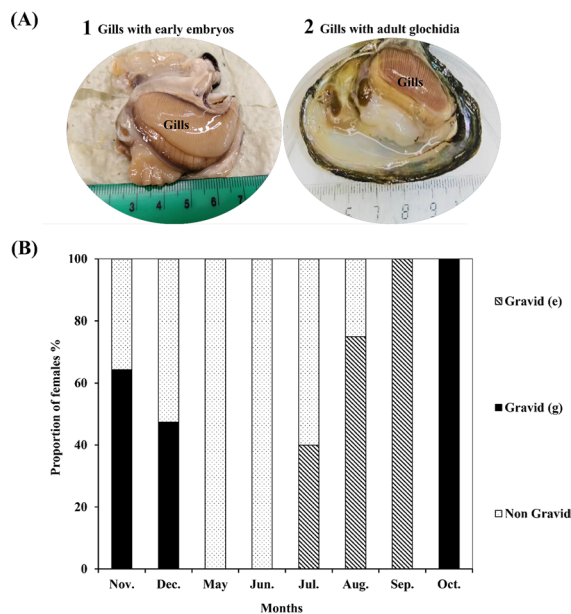 (A)
1 Gills with early embryos
2 Gills with adult glochidia
Gills
Gills
3 4 5 6 7
6 7 8 9
(B)
Proportion of females %
100
80
60
40
20
0
Nov. Dec. May Jun. Jul. Aug. Sep. Oct.
Months
Gravid (e)
Gravid (g)
Non Gravid